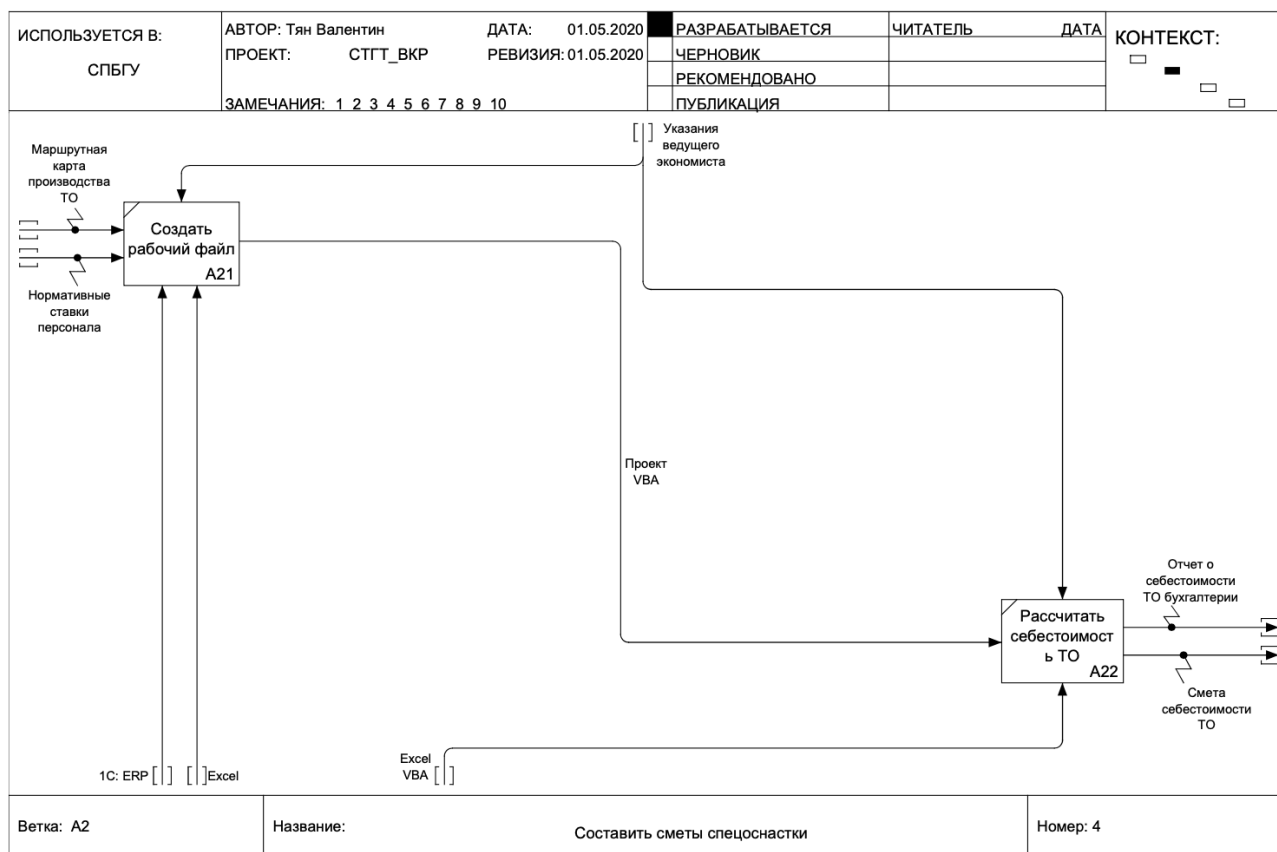 ИСПОЛЬЗУЕТСЯ В:
СПБГУ
АВТОР: Тян Валентин
ДАТА: 01.05.2020
ПРОЕКТ: СТГТ_ВКР
РЕВИЗИЯ: 01.05.2020
ЗАМЕЧАНИЯ: 1 2 3 4 5 6 7 8 9 10
РАЗРАБАТЫВАЕТСЯ
ЧЕРНОВИК
РЕКОМЕНДОВАНО
ПУБЛИКАЦИЯ
ЧИТАТЕЛЬ
ДАТА
КОНТЕКСТ:
Указания
ведущего
экономиста
Маршрутная
карта
производства
ТО
Создать
рабочий файл
A21
Нормативные
ставки
персонала
Проект
VBA
Отчет о
себестоимости
ТО бухгалтерии
Рассчитать
себестоимост
ь ТО
A22
Смета
себестоимости
ТО
1С: ERP
Excel
Excel
VBA
Ветка: A2
Название:
Составить сметы спецоснастки
Номер: 4